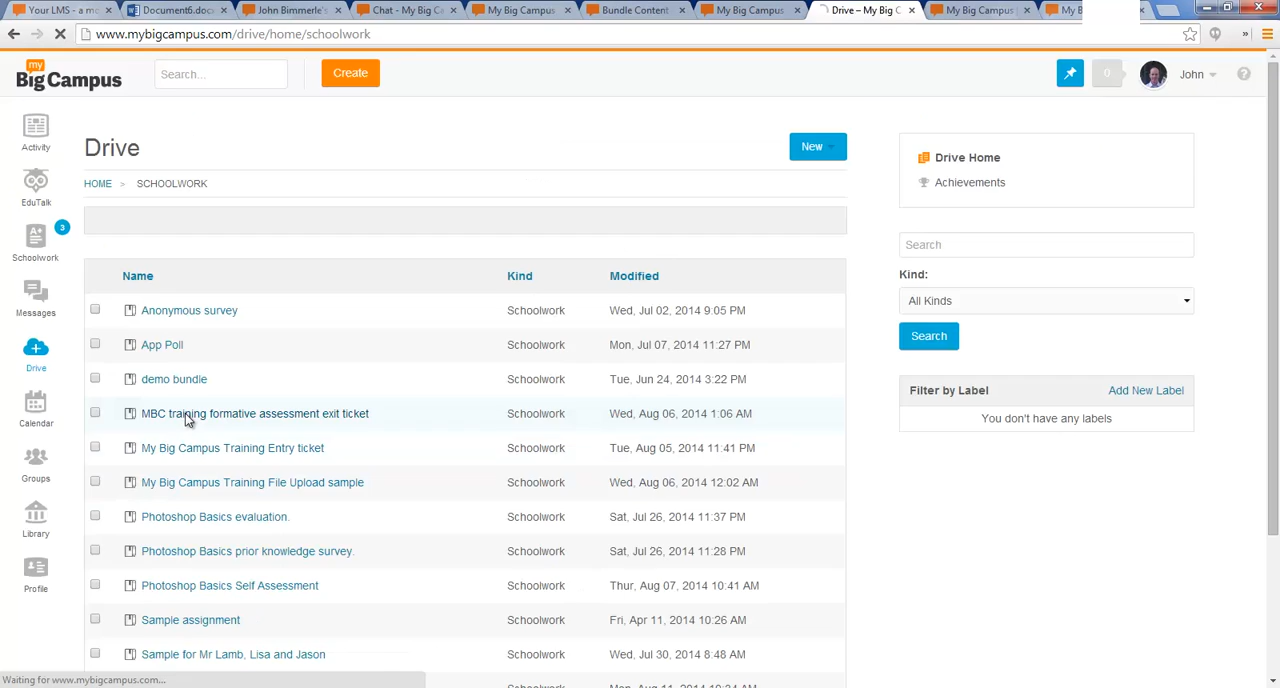 Your LMS - a mo
Document6.docx
John Bimmerle's
Chat - My Big Ca
My Big Campus
Bundle Content
My Big Campus
Drive – My Big C
My Big Campus
My B
www.mybigcampus.com/drive/home/schoolwork
my Big Campus
Search...
Create
0
John
?
Activity
EduTalk
3
Schoolwork
Messages
Drive
Calendar
Groups
Library
Profile
Drive
New
HOME > SCHOOLWORK
Name Kind Modified
Anonymous survey Schoolwork Wed, Jul 02, 2014 9:05 PM
App Poll Schoolwork Mon, Jul 07, 2014 11:27 PM
demo bundle Schoolwork Tue, Jun 24, 2014 3:22 PM
MBC training formative assessment exit ticket Schoolwork Wed, Aug 06, 2014 1:06 AM
My Big Campus Training Entry ticket Schoolwork Tue, Aug 05, 2014 11:41 PM
My Big Campus Training File Upload sample Schoolwork Wed, Aug 06, 2014 12:02 AM
Photoshop Basics evaluation. Schoolwork Sat, Jul 26, 2014 11:37 PM
Photoshop Basics prior knowledge survey. Schoolwork Sat, Jul 26, 2014 11:28 PM
Photoshop Basics Self Assessment Schoolwork Thur, Aug 07, 2014 10:41 AM
Sample assignment Schoolwork Fri, Apr 11, 2014 10:26 AM
Sample for Mr Lamb, Lisa and Jason Schoolwork Wed, Jul 30, 2014 8:48 AM
Drive Home
Achievements
Search
Kind:
All Kinds
Search
Filter by Label Add New Label
You don't have any labels
Waiting for www.mybigcampus.com...